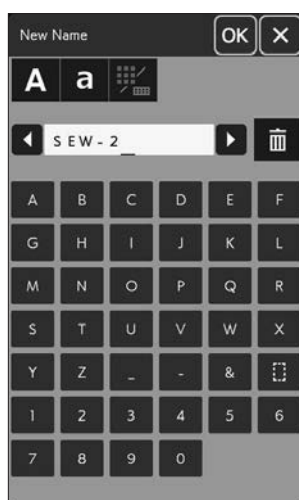 New Name OK X
A a
SEW-2_
A B C D E F
G H I J K L
M N O P Q R
S T U V W X
Y Z _ - &
1 2 3 4 5 6
7 8 9 0